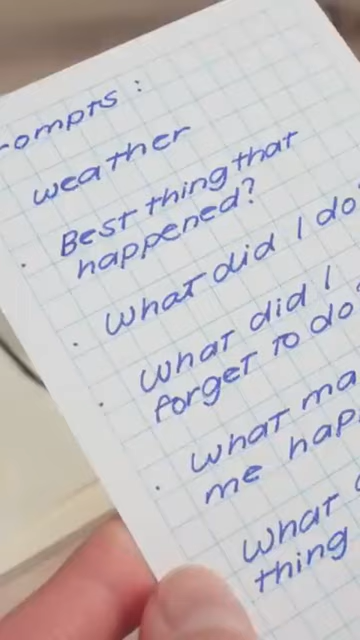 rompts:
weather
· Best thing that
happened?
· What did I do
· What did I
forget to do
· What ma
me hap
What
thing